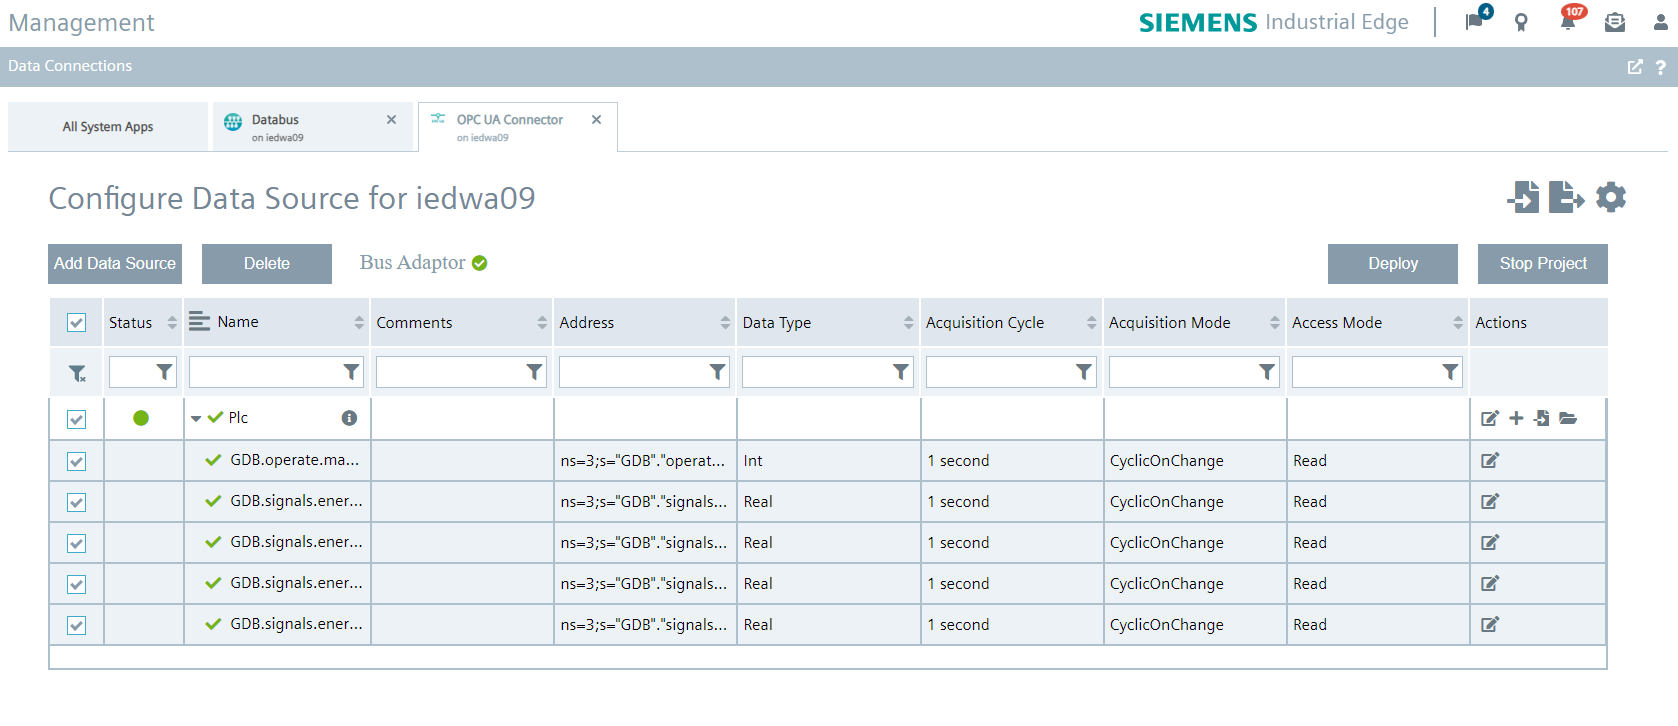 Management
SIEMENS Industrial Edge
4
107
Data Connections
?
All System Apps
Databus
on iedwa09
OPC UA Connector
on iedwa09
Configure Data Source for iedwa09
Add Data Source Delete Bus Adaptor Deploy Stop Project
Status Name Comments Address Data Type Acquisition Cycle Acquisition Mode Access Mode Actions
Plc
GDB.operate.ma... ns=3;s="GDB"."operat... Int 1 second CyclicOnChange Read
GDB.signals.ener... ns=3;s="GDB"."signals... Real 1 second CyclicOnChange Read
GDB.signals.ener... ns=3;s="GDB"."signals... Real 1 second CyclicOnChange Read
GDB.signals.ener... ns=3;s="GDB"."signals... Real 1 second CyclicOnChange Read
GDB.signals.ener... ns=3;s="GDB"."signals... Real 1 second CyclicOnChange Read